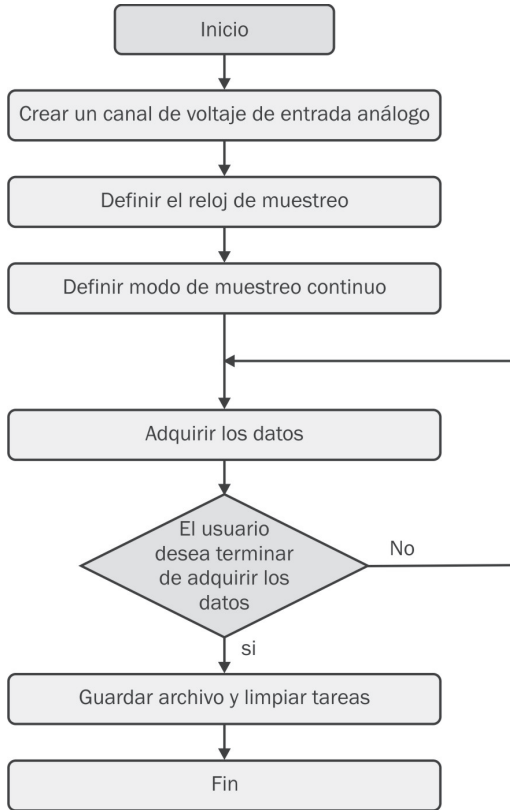 Inicio
Crear un canal de voltaje de entrada análogo
Definir el reloj de muestreo
Definir modo de muestreo continuo
Adquirir los datos
El usuario
desea terminar
de adquirir los
datos
No
si
Guardar archivo y limpiar tareas
Fin